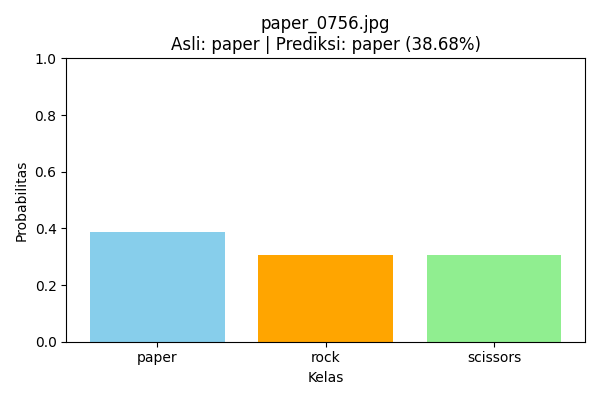 paper_0756.jpg
Asli: paper | Prediksi: paper (38.68%)
1.0
0.8
0.6
0.4
0.2
0.0
Probabilitas
paper rock scissors
Kelas